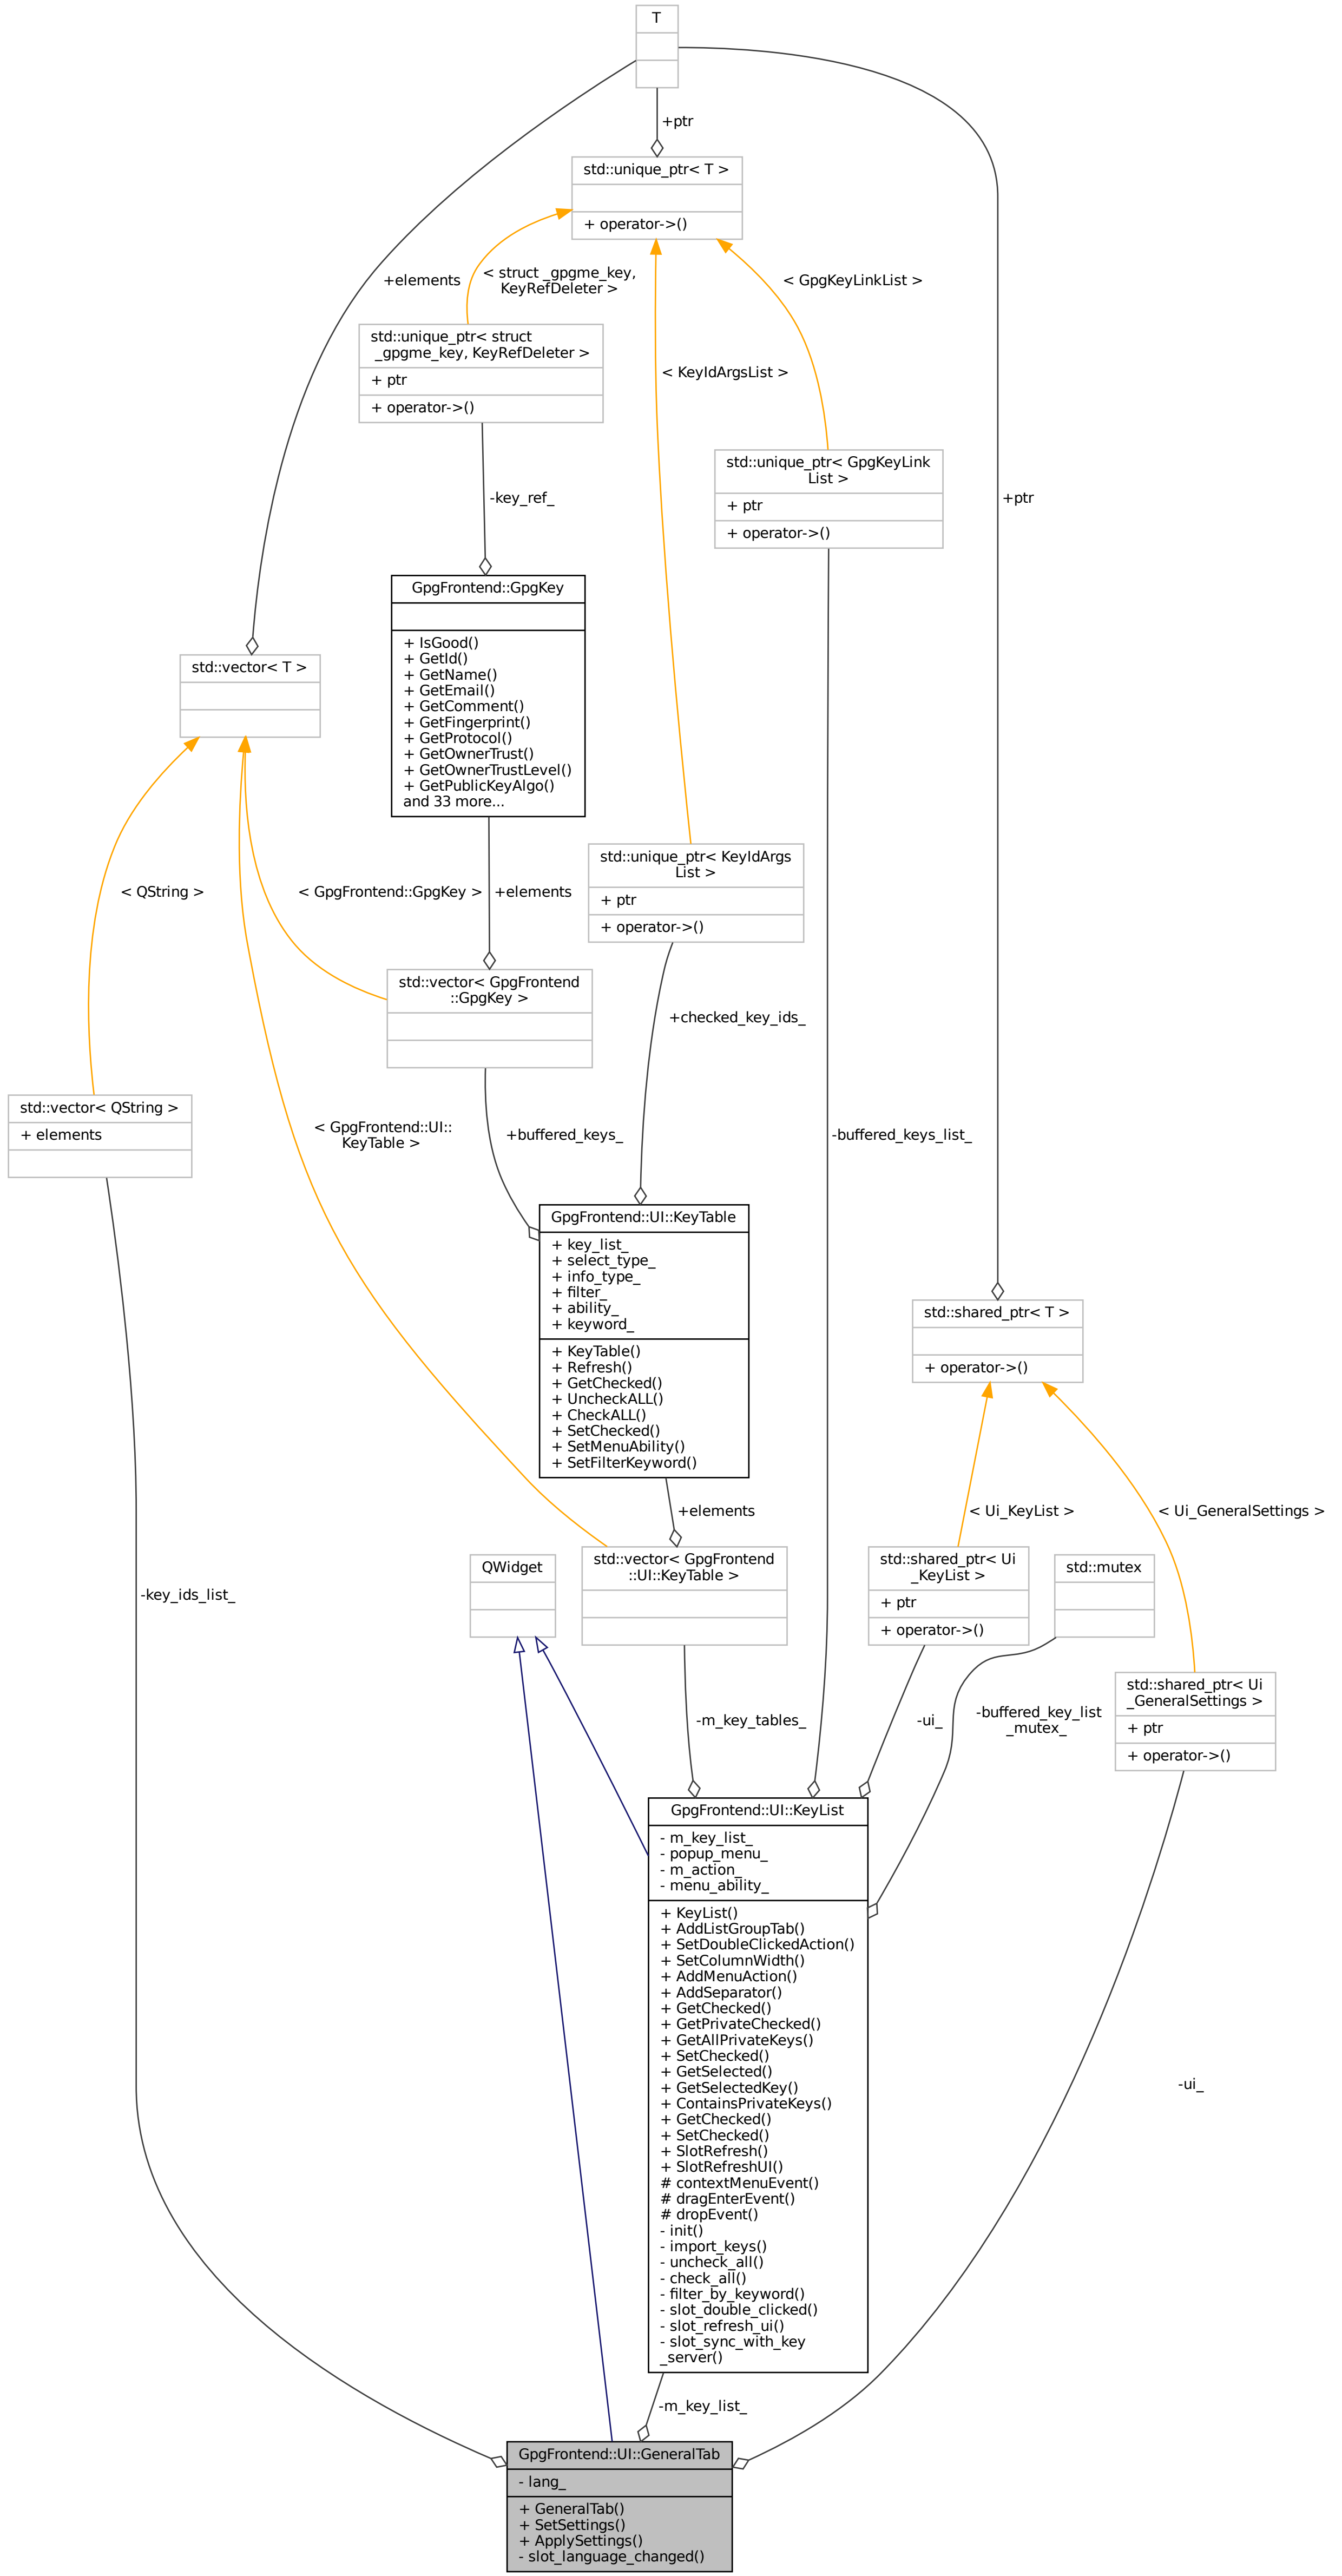 T
+ptr
std::unique_ptr< T >
+ operator->()
+elements
< struct _gpgme_key,
KeyRefDeleter >
< GpgKeyLinkList >
std::unique_ptr< struct
_gpgme_key, KeyRefDeleter >
+ ptr
+ operator->()
< KeyIdArgsList >
std::unique_ptr< GpgKeyLink
List >
+ ptr
+ operator->()
-key_ref_
+ptr
GpgFrontend::GpgKey
+ IsGood()
+ GetId()
+ GetName()
+ GetEmail()
+ GetComment()
+ GetFingerprint()
+ GetProtocol()
+ GetOwnerTrust()
+ GetOwnerTrustLevel()
+ GetPublicKeyAlgo()
and 33 more...
std::vector< T >
std::unique_ptr< KeyIdArgs
List >
+ ptr
+ operator->()
< QString >
< GpgFrontend::GpgKey >
+elements
std::vector< GpgFrontend
::GpgKey >
+checked_key_ids_
std::vector< QString >
+ elements
< GpgFrontend::UI::
KeyTable >
+buffered_keys_
-buffered_keys_list_
GpgFrontend::UI::KeyTable
+ key_list_
+ select_type_
+ info_type_
+ filter_
+ ability_
+ keyword_
+ KeyTable()
+ Refresh()
+ GetChecked()
+ UncheckALL()
+ CheckALL()
+ SetChecked()
+ SetMenuAbility()
+ SetFilterKeyword()
std::shared_ptr< T >
+ operator->()
+elements
< Ui_KeyList >
< Ui_GeneralSettings >
-key_ids_list_
QWidget
std::vector< GpgFrontend
::UI::KeyTable >
std::shared_ptr< Ui
_KeyList >
+ ptr
+ operator->()
std::mutex
std::shared_ptr< Ui
_GeneralSettings >
+ ptr
+ operator->()
-m_key_tables_
-ui_
-buffered_key_list
_mutex_
GpgFrontend::UI::KeyList
- m_key_list_
- popup_menu_
- m_action_
- menu_ability_
+ KeyList()
+ AddListGroupTab()
+ SetDoubleClickedAction()
+ SetColumnWidth()
+ AddMenuAction()
+ AddSeparator()
+ GetChecked()
+ GetPrivateChecked()
+ GetAllPrivateKeys()
+ SetChecked()
+ GetSelected()
+ GetSelectedKey()
+ ContainsPrivateKeys()
+ GetChecked()
+ SetChecked()
+ SlotRefresh()
+ SlotRefreshUI()
# contextMenuEvent()
# dragEnterEvent()
# dropEvent()
- init()
- import_keys()
- uncheck_all()
- check_all()
- filter_by_keyword()
- slot_double_clicked()
- slot_refresh_ui()
- slot_sync_with_key
_server()
-ui_
-m_key_list_
GpgFrontend::UI::GeneralTab
- lang_
+ GeneralTab()
+ SetSettings()
+ ApplySettings()
- slot_language_changed()